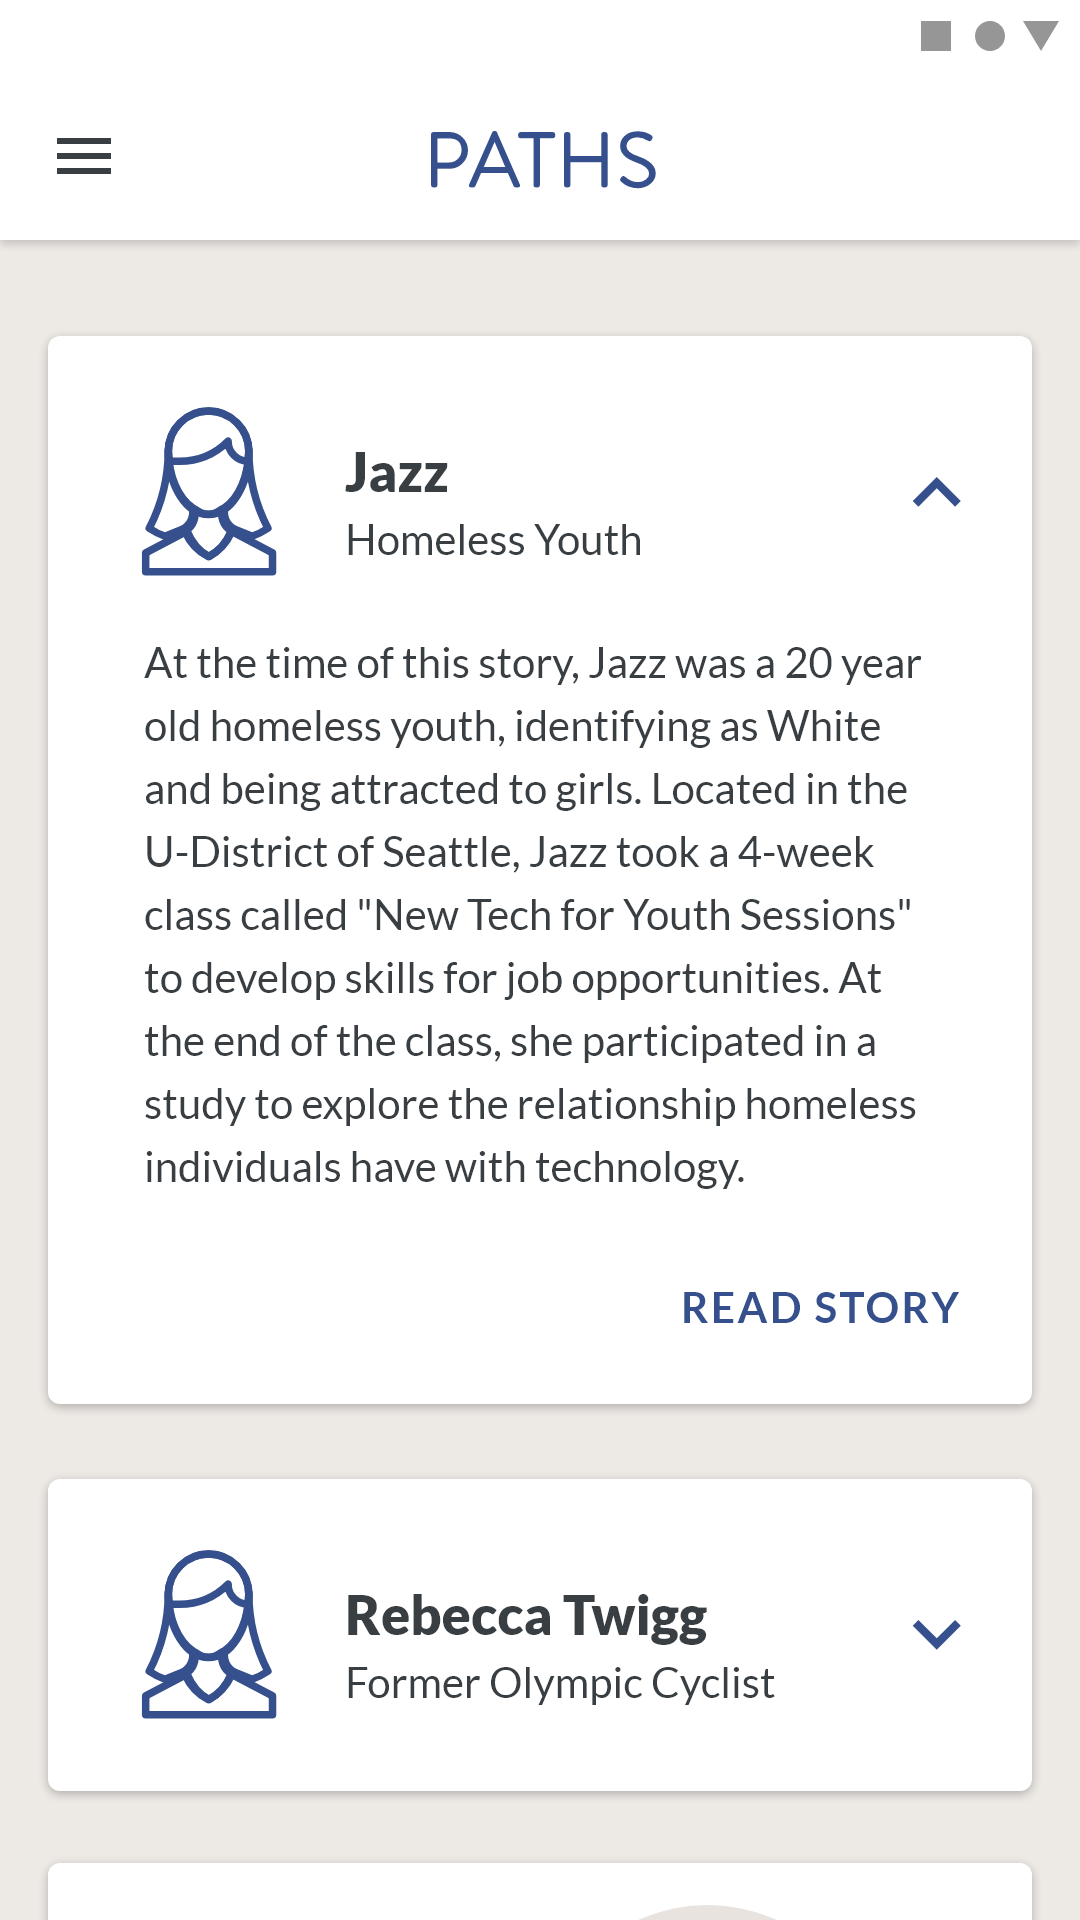 PATHS
Jazz
Homeless Youth
At the time of this story, Jazz was a 20 year
old homeless youth, identifying as White
and being attracted to girls. Located in the
U-District of Seattle, Jazz took a 4-week
class called "New Tech for Youth Sessions"
to develop skills for job opportunities. At
the end of the class, she participated in a
study to explore the relationship homeless
individuals have with technology.
READ STORY
Rebecca Twigg
Former Olympic Cyclist